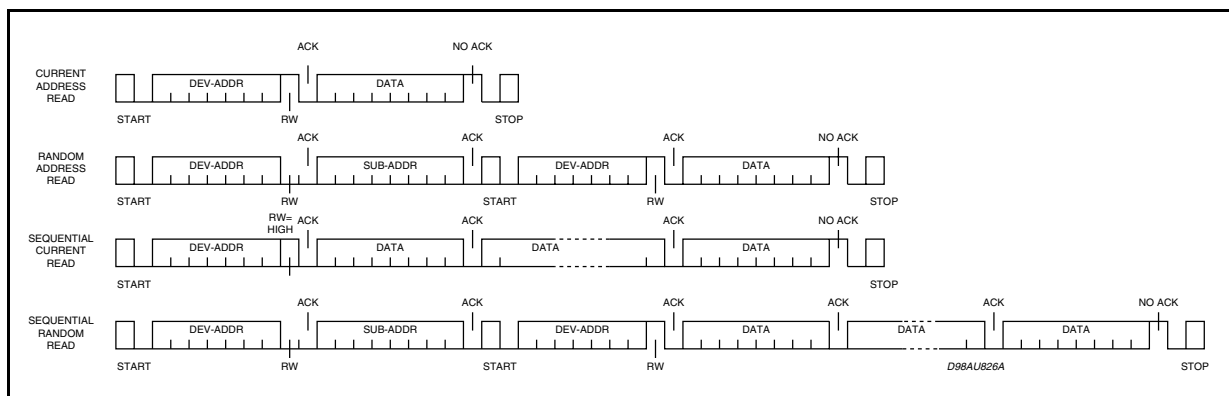 ACK NO ACK
CURRENT
ADDRESS
READ
DEV-ADDR DATA
START RW STOP
ACK ACK ACK NO ACK
RANDOM
ADDRESS
READ
DEV-ADDR SUB-ADDR DEV-ADDR DATA
START RW START RW STOP
RW=
HIGH
ACK ACK ACK NO ACK
SEQUENTIAL
CURRENT
READ
DEV-ADDR DATA DATA DATA
START STOP
ACK ACK ACK ACK ACK NO ACK
SEQUENTIAL
RANDOM
READ
DEV-ADDR SUB-ADDR DEV-ADDR DATA DATA DATA
START RW START RW D98AU826A STOP